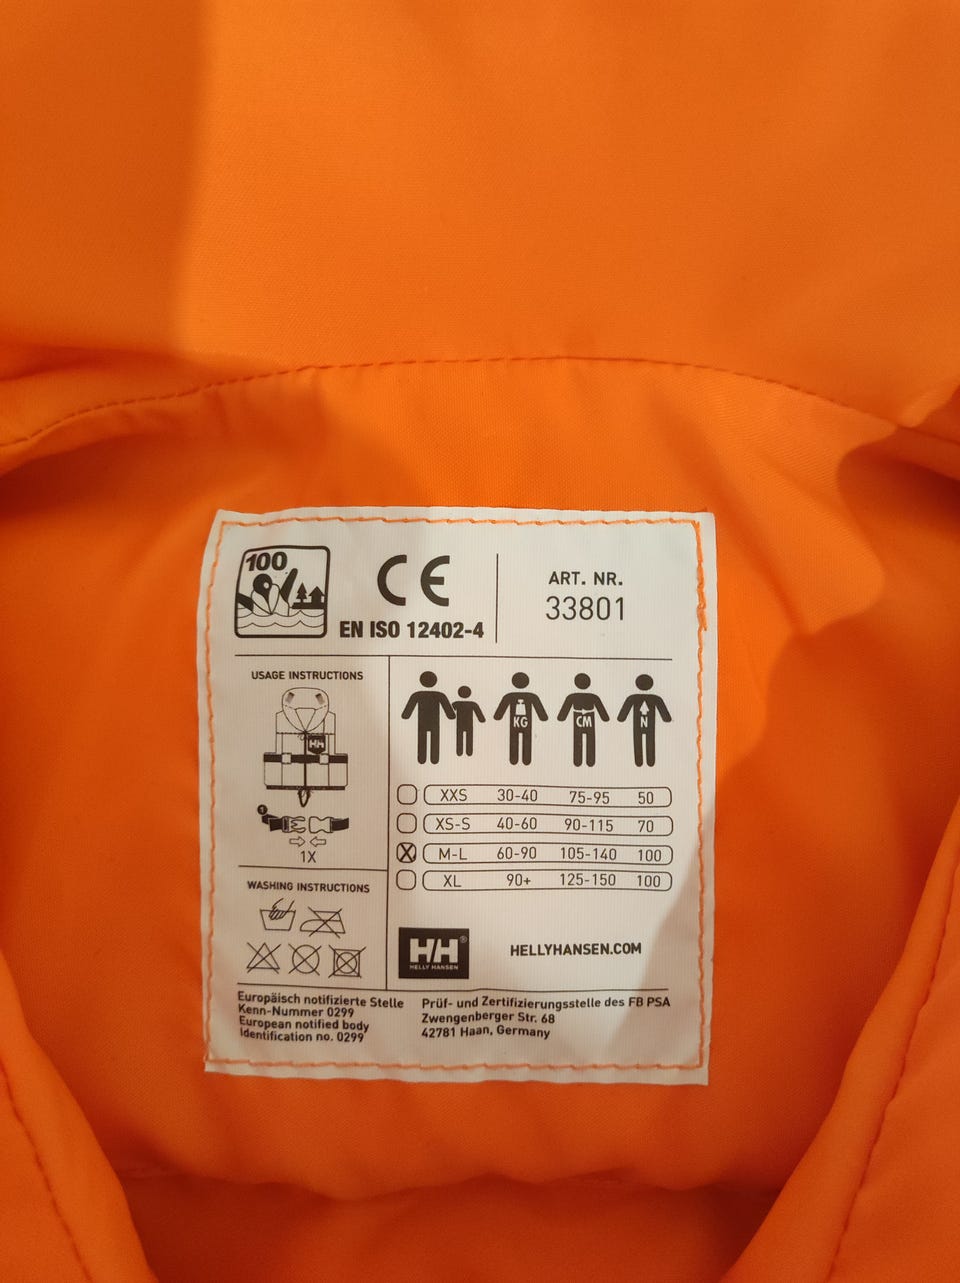 100
CE
EN ISO 12402-4
ART. NR.
33801
USAGE INSTRUCTIONS
HH
1
1X
WASHING INSTRUCTIONS
KG CM N
XXS 30-40 75-95 50
XS-S 40-60 90-115 70
M-L 60-90 105-140 100
XL 90+ 125-150 100
HH®
HELLY HANSEN
HELLYHANSEN.COM
Europäisch notifizierte Stelle
Kenn-Nummer 0299
European notified body
Identification no. 0299
Prüf- und Zertifizierungsstelle des FB PSA
Zwengenberger Str. 68
42781 Haan, Germany